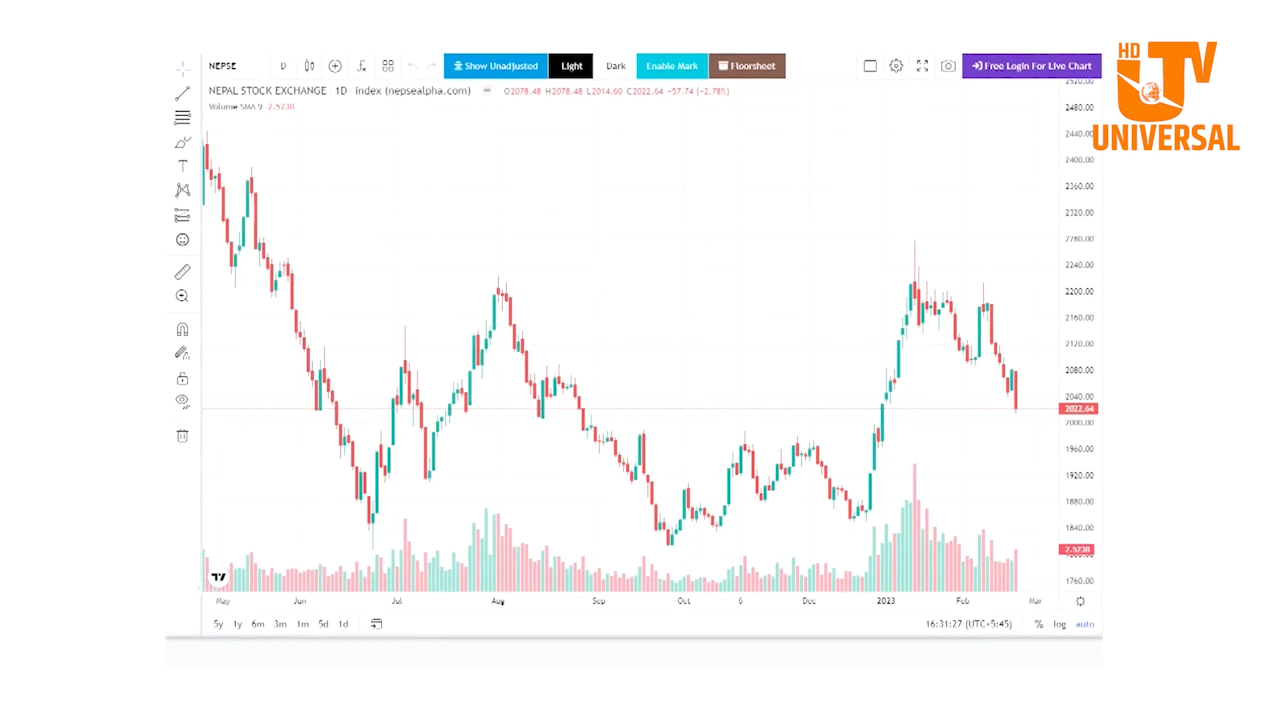 HD
UTV
UNIVERSAL
NEPSE D Show Unadjusted Light Dark Enable Mark Floorsheet Free Login For Live Chart
NEPAL STOCK EXCHANGE · 1D · index (nepsealpha.com) O2078.48 H2078.48 L2014.60 C2022.64 −57.74 (−2.78%)
Volume SMA 9 2.523B
2520.00
2480.00
2440.00
2400.00
2360.00
2320.00
2280.00
2240.00
2200.00
2160.00
2120.00
2080.00
2040.00
2022.64
2000.00
1960.00
1920.00
1880.00
1840.00
2.523B
1760.00
May Jun Jul Aug Sep Oct 6 Dec 2023 Feb Mar
5y 1y 6m 3m 1m 5d 1d 16:31:27 (UTC+5:45) % log auto